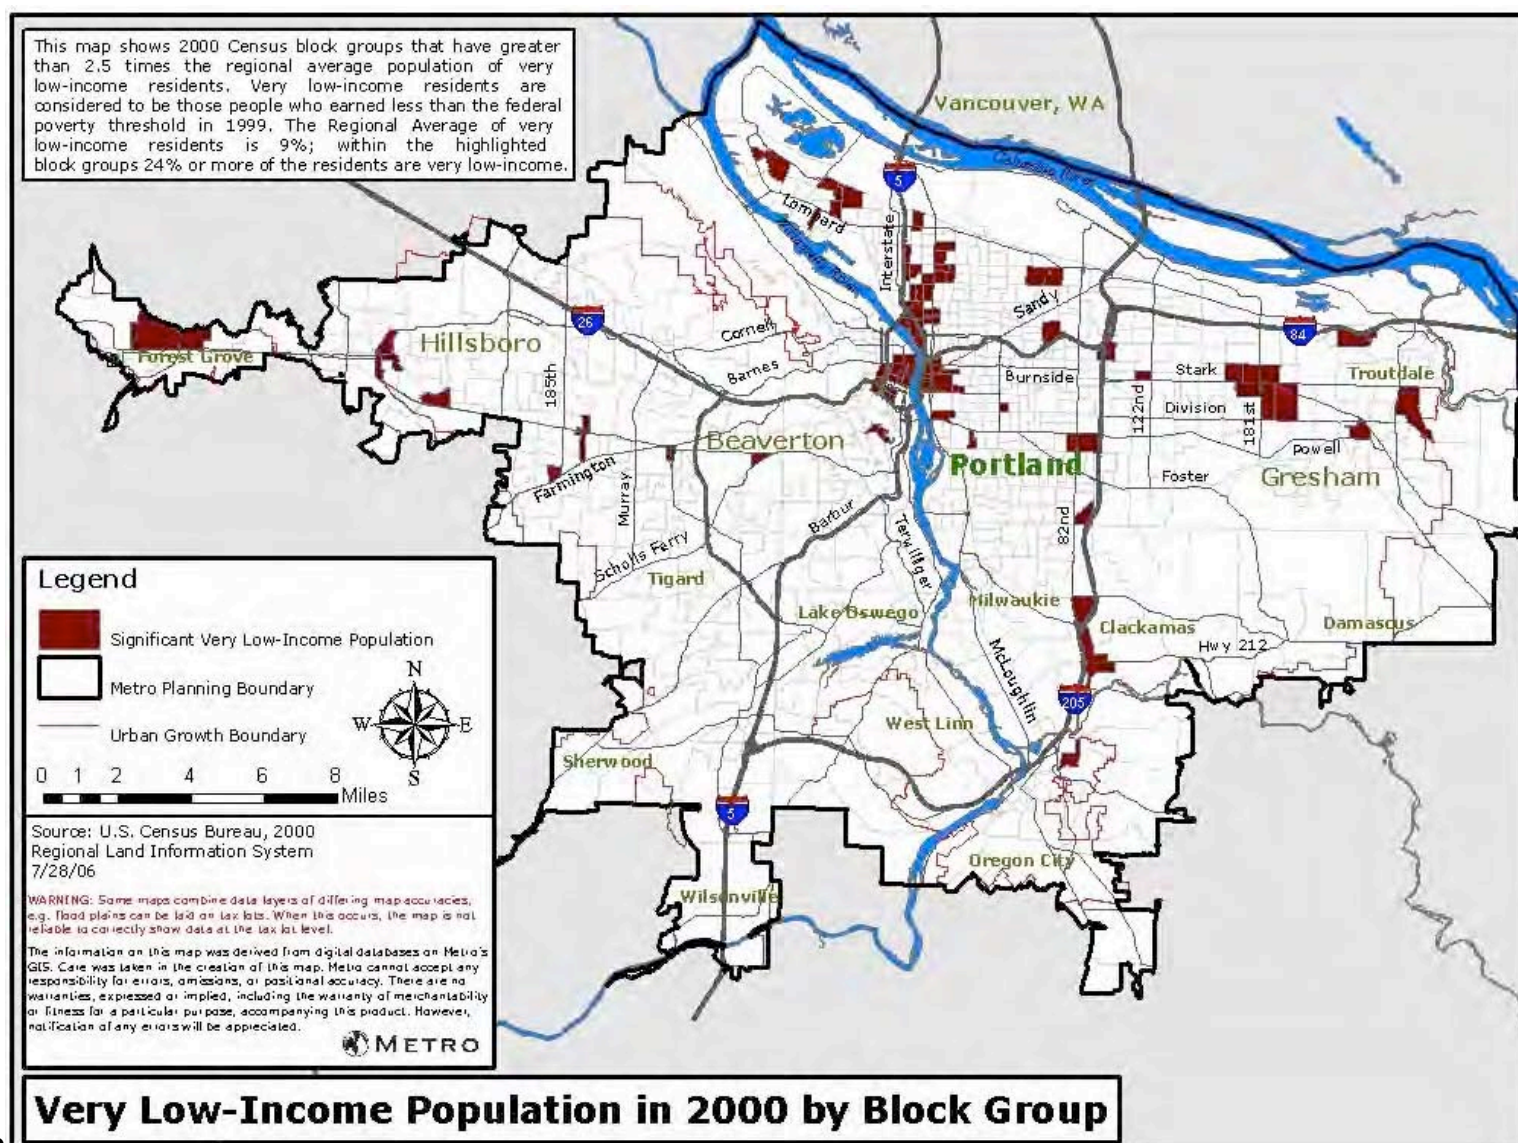 This map shows 2000 Census block groups that have greater
than 2.5 times the regional average population of very
low-income residents. Very low-income residents are
considered to be those people who earned less than the federal
poverty threshold in 1999. The Regional Average of very
low-income residents is 9%; within the highlighted
block groups 24% or more of the residents are very low-income.
Vancouver, WA
Columbia River
5
Lombard
Interstate
Willamette River
Sandy
26
84
Cornell
Hillsboro
Forest Grove
Barnes
Burnside
Stark
Troutdale
185th
122nd
Division
181st
Beaverton
Powell
Portland
Farmington
Foster
Gresham
Murray
Barbur
82nd
Terwilliger
Scholls Ferry
Tigard
Lake Oswego
Milwaukie
Clackamas
Damascus
Hwy 212
McLoughlin
205
West Linn
Sherwood
5
Oregon City
Wilsonville
Legend
Significant Very Low-Income Population
Metro Planning Boundary
Urban Growth Boundary
N
W E
S
0 1 2 4 6 8
Miles
Source: U.S. Census Bureau, 2000
Regional Land Information System
7/28/06
WARNING: Some maps combine data layers of differing map accuracies,
e.g. flood plains can be laid on tax lots. When this occurs, the map is not
reliable to correctly show data at the tax lot level.
The information on this map was derived from digital databases on Metro's
GIS. Care was taken in the creation of this map. Metro cannot accept any
responsibility for errors, omissions, or positional accuracy. There are no
warranties, expressed or implied, including the warranty of merchantability
or fitness for a particular purpose, accompanying this product. However,
notification of any errors will be appreciated.
METRO
Very Low-Income Population in 2000 by Block Group